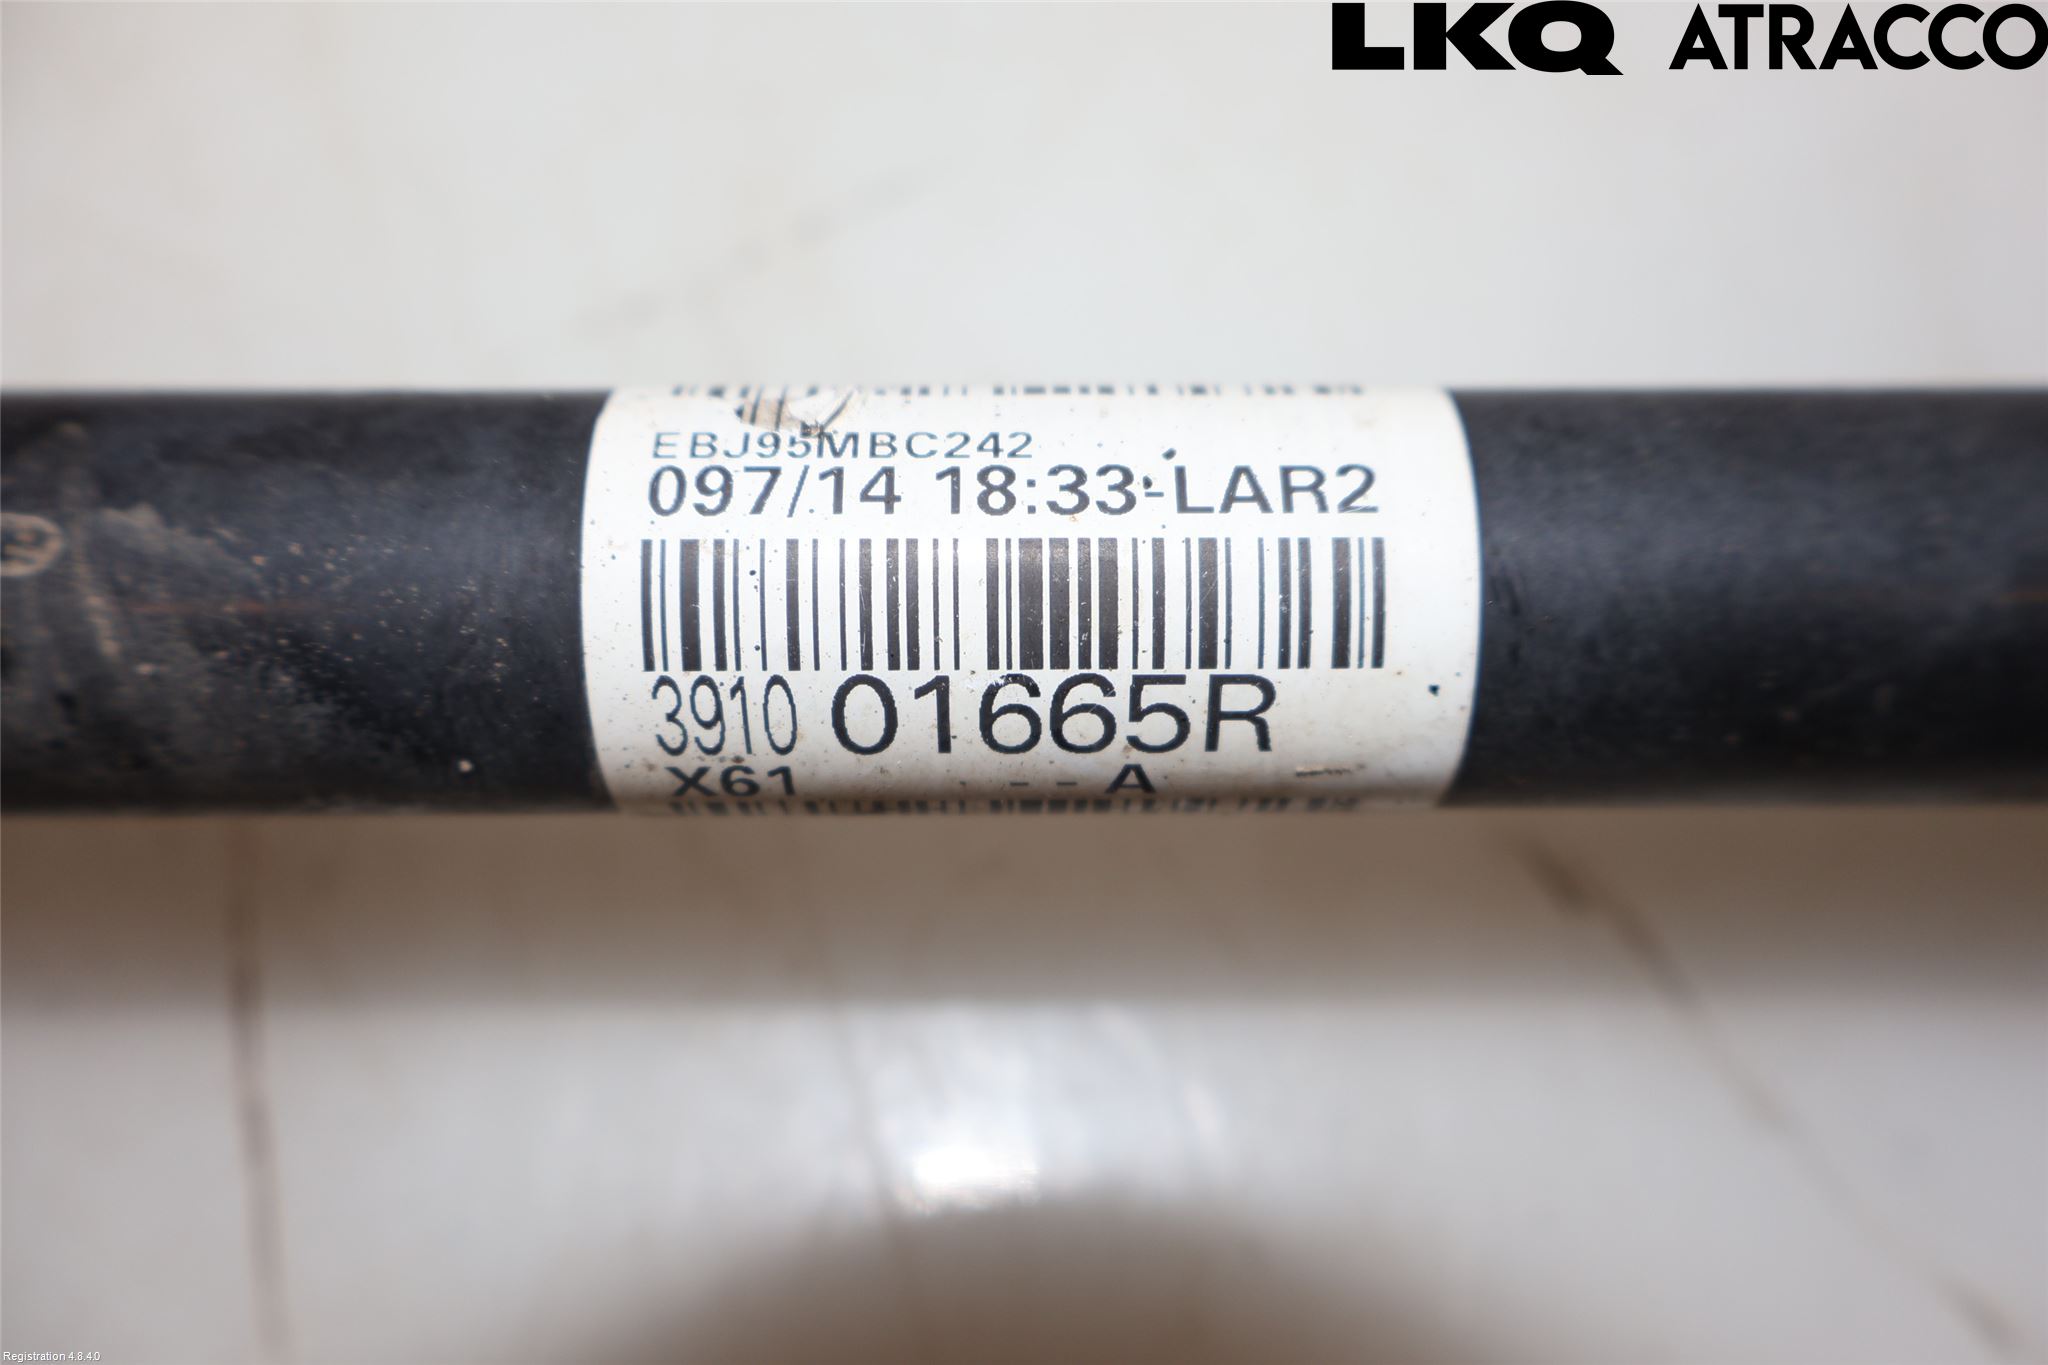 LKQ ATRACCO
EBJ95MBC242
097/14 18:33-LAR2
3910 01665R
X61 - - A
Registration 4.8.4.0